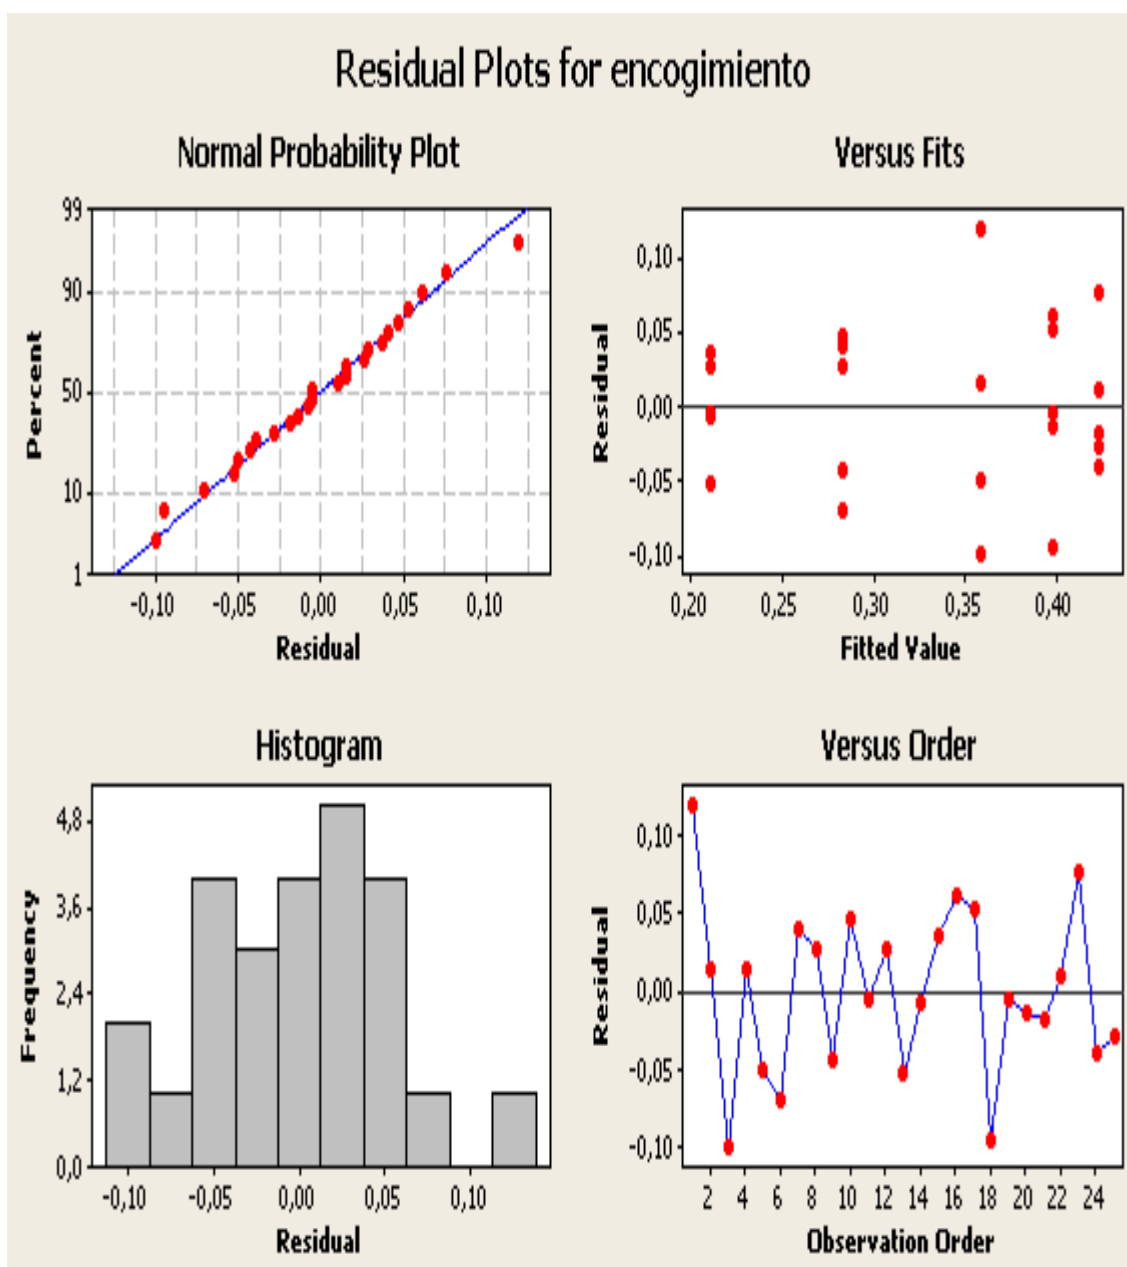 Residual Plots for encogimiento
Normal Probability Plot
99
90
50
10
1
Percent
-0,10 -0,05 0,00 0,05 0,10
Residual
Versus Fits
0,10
0,05
0,00
-0,05
-0,10
Residual
0,20 0,25 0,30 0,35 0,40
Fitted Value
Histogram
4,8
3,6
2,4
1,2
0,0
Frequency
-0,10 -0,05 0,00 0,05 0,10
Residual
Versus Order
0,10
0,05
0,00
-0,05
-0,10
Residual
2 4 6 8 10 12 14 16 18 20 22 24
Observation Order